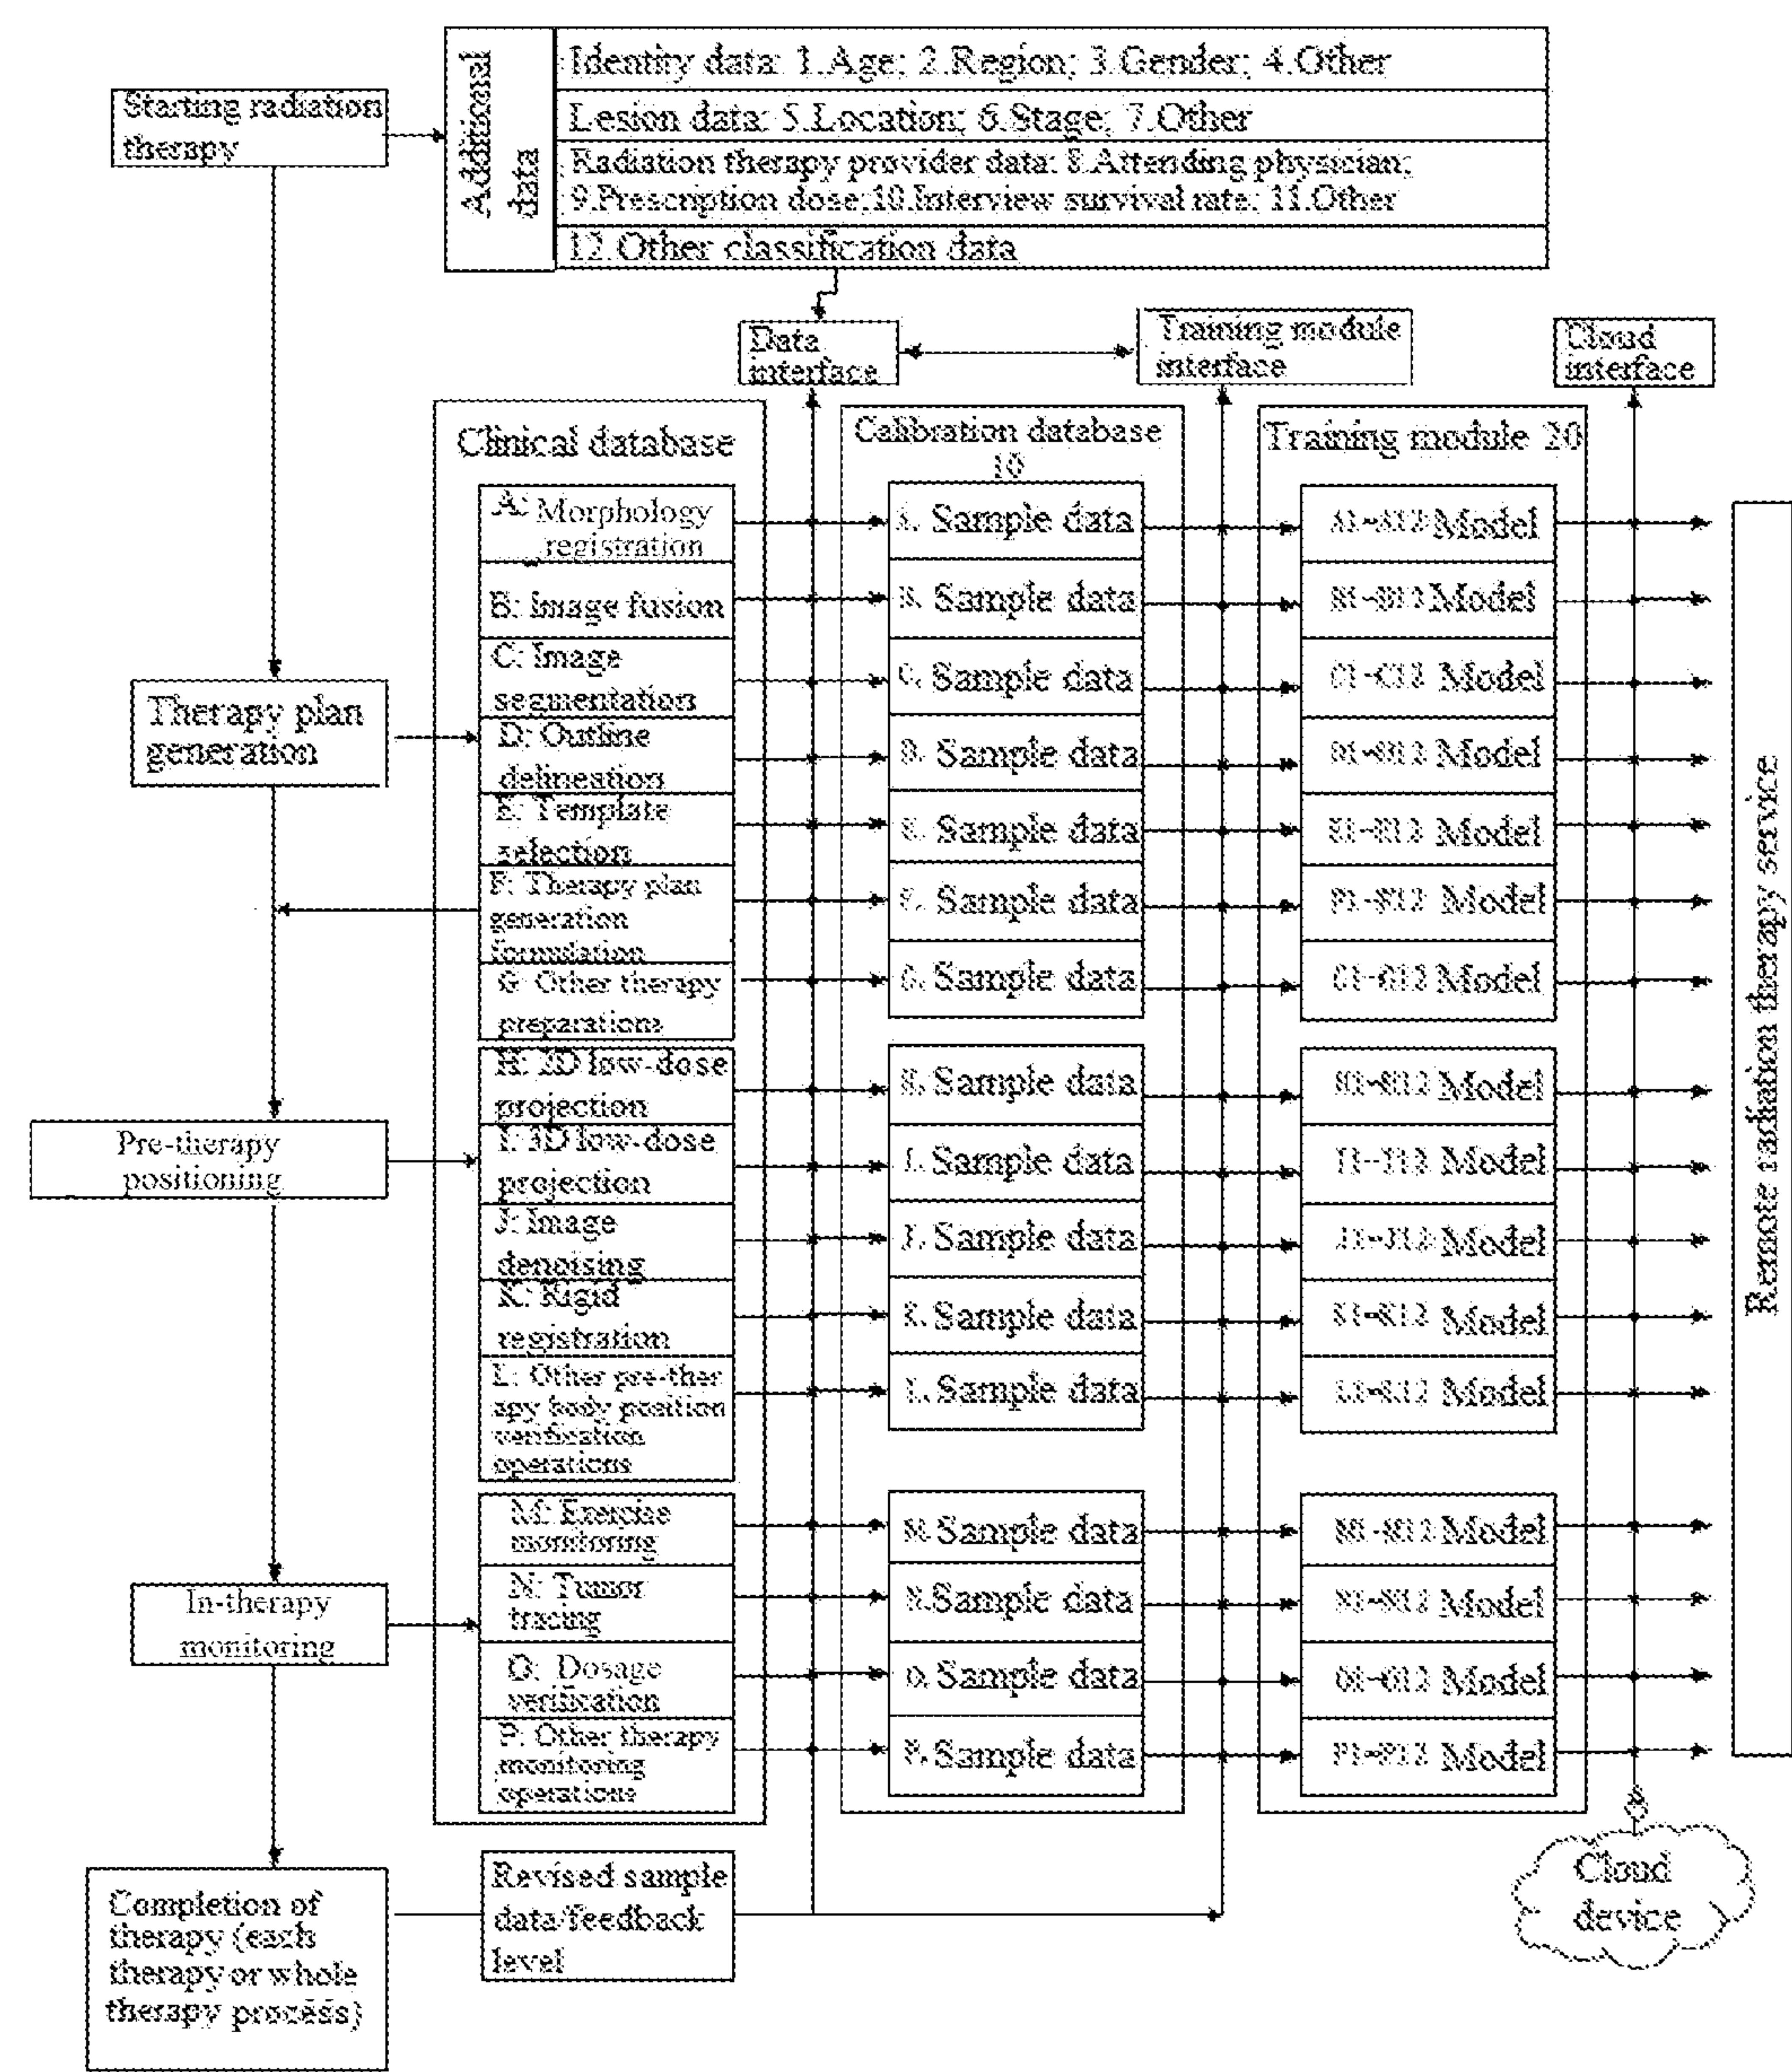 Additional
data
Identity data: 1.Age; 2.Region; 3.Gender; 4.Other
Lesion data: 5.Location; 6.Stage; 7.Other
Radiation therapy provider data: 8.Attending physician;
9.Prescription dose;10.Interview survival rate; 11.Other
12.Other classification data
Starting radiation
therapy
Data
interface
Training module
interface
Cloud
interface
Clinical database
Calibration database
10
Training module 20
A: Morphology
registration
Sample data
Model
B: Image fusion
Sample data
Model
C: Image
segmentation
Sample data
Model
Therapy plan
generation
D: Outline
delineation
Sample data
Model
E: Template
selection
Sample data
Model
F: Therapy plan
generation
formulation
Sample data
Model
G: Other therapy
preparations
Sample data
Model
Remote radiation therapy service
Pre-therapy
positioning
H: 2D low-dose
projection
Sample data
Model
I: 3D low-dose
projection
Sample data
Model
J: Image
denoising
J. Sample data
Model
K: Rigid
registration
Sample data
Model
L: Other pre-ther
apy body position
verification
operations
L. Sample data
Model
In-therapy
monitoring
M: Exercise
monitoring
M. Sample data
Model
N: Tumor
tracing
Sample data
Model
O: Dosage
verification
Sample data
Model
P: Other therapy
monitoring
operations
P. Sample data
P1-P12 Model
Completion of
therapy (each
therapy or whole
therapy process)
Revised sample
data/feedback
level
Cloud
device